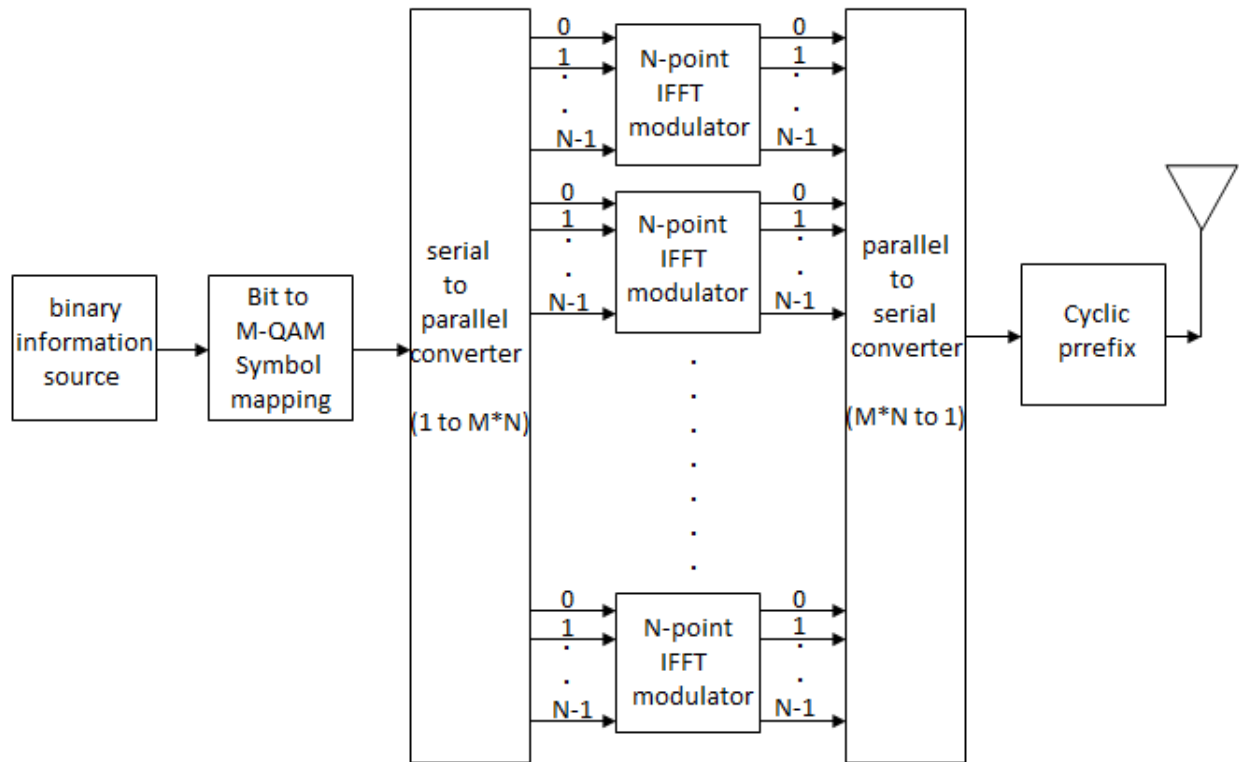 binary
information
source
Bit to
M-QAM
Symbol
mapping
serial
to
parallel
converter
(1 to M*N)
0
1
N-1
N-point
IFFT
modulator
0
1
N-1
0
1
N-1
N-point
IFFT
modulator
0
1
N-1
0
1
N-1
N-point
IFFT
modulator
0
1
N-1
parallel
to
serial
converter
(M*N to 1)
Cyclic
prrefix